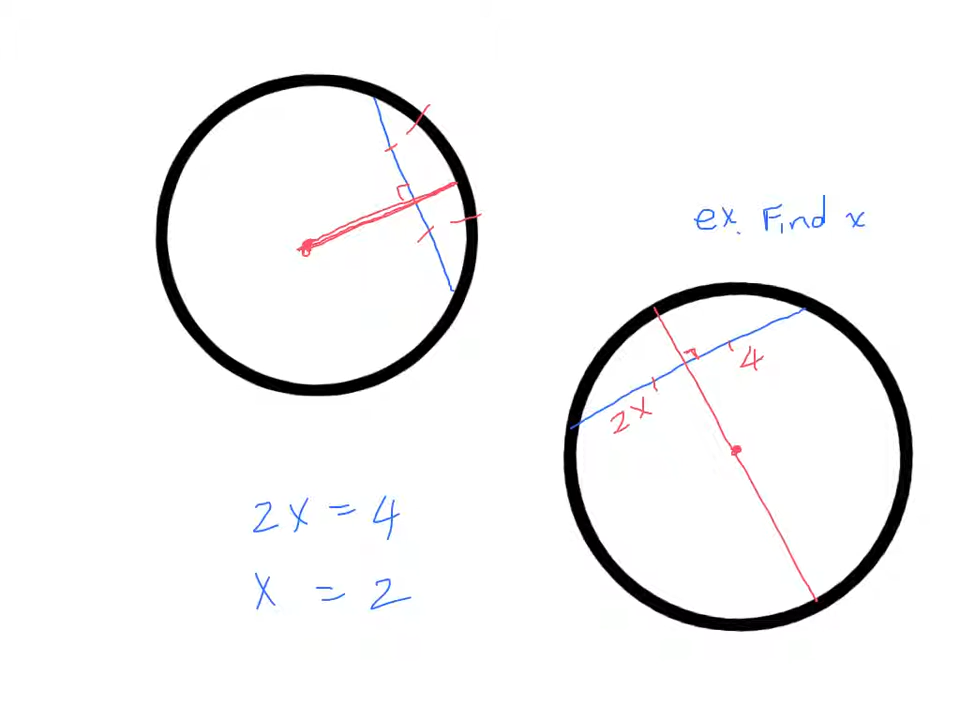 ex. Find x
4
2x
2x = 4
x = 2